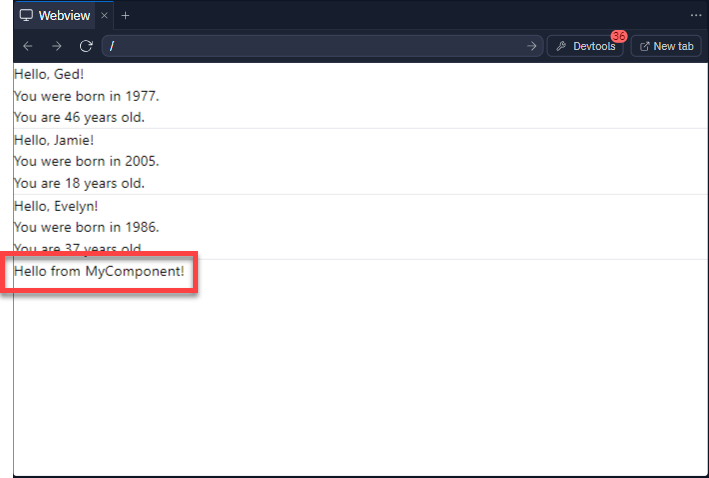 Webview
/
Devtools
36
New tab
Hello, Ged!
You were born in 1977.
You are 46 years old.
Hello, Jamie!
You were born in 2005.
You are 18 years old.
Hello, Evelyn!
You were born in 1986.
You are 37 years old.
Hello from MyComponent!